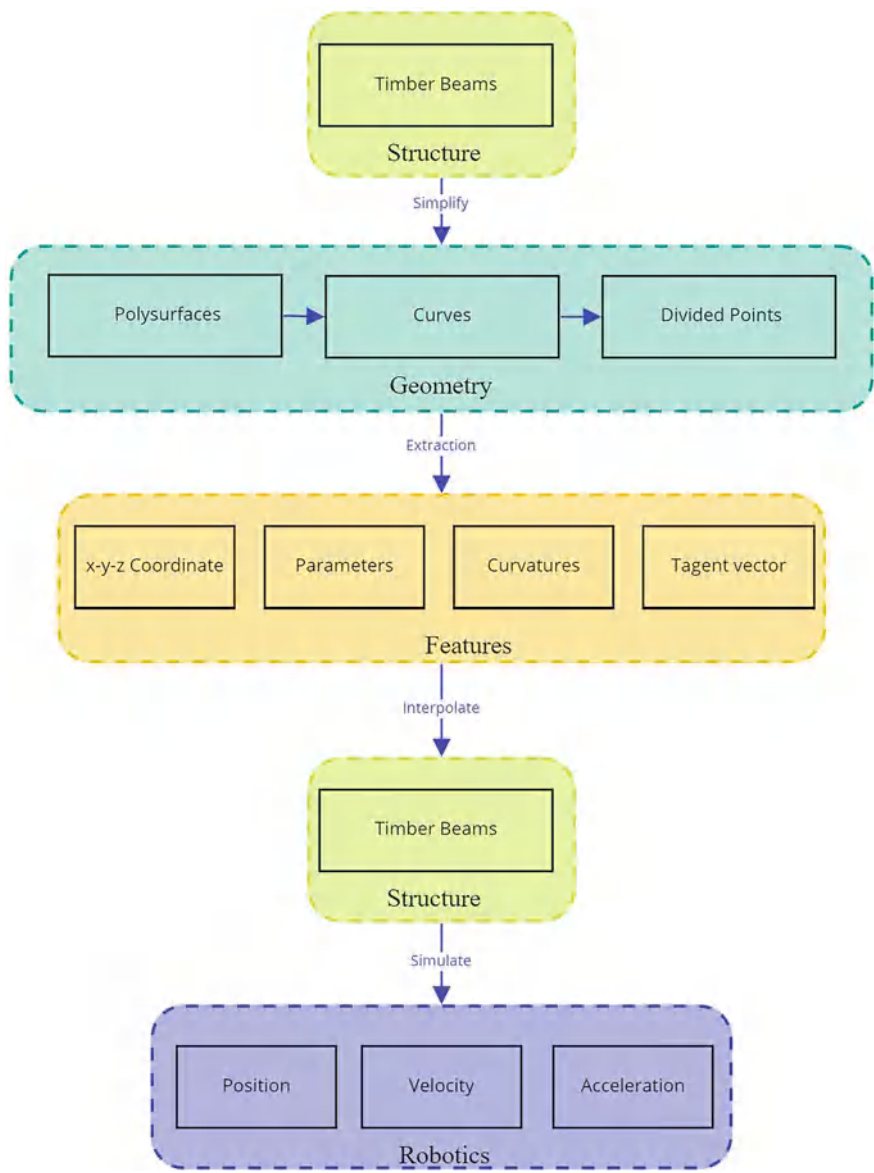 Timber Beams
Structure
Simplify
Polysurfaces
Curves
Divided Points
Geometry
Extraction
x-y-z Coordinate
Parameters
Curvatures
Tagent vector
Features
Interpolate
Timber Beams
Structure
Simulate
Position
Velocity
Acceleration
Robotics